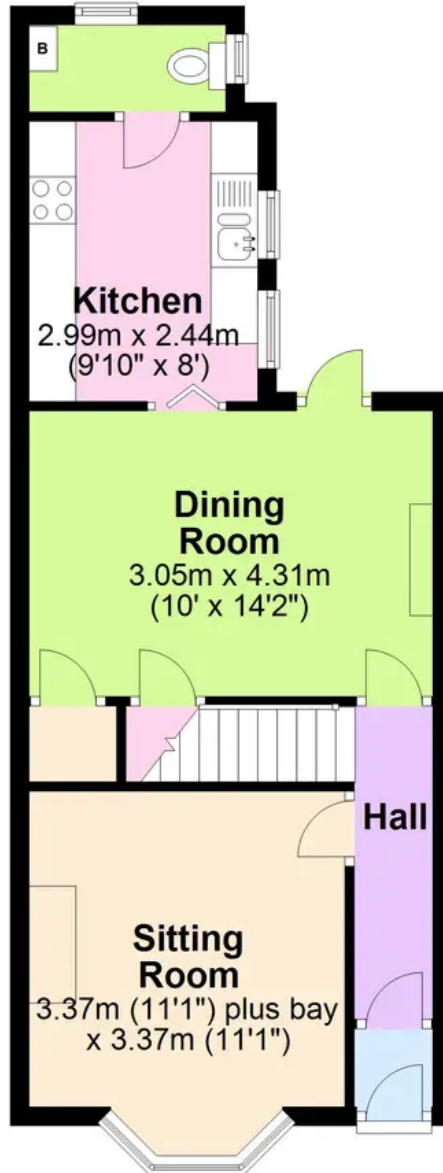 B
Kitchen
2.99m x 2.44m
(9'10" x 8')
Dining
Room
3.05m x 4.31m
(10' x 14'2")
Hall
Sitting
Room
3.37m (11'1") plus bay
x 3.37m (11'1")